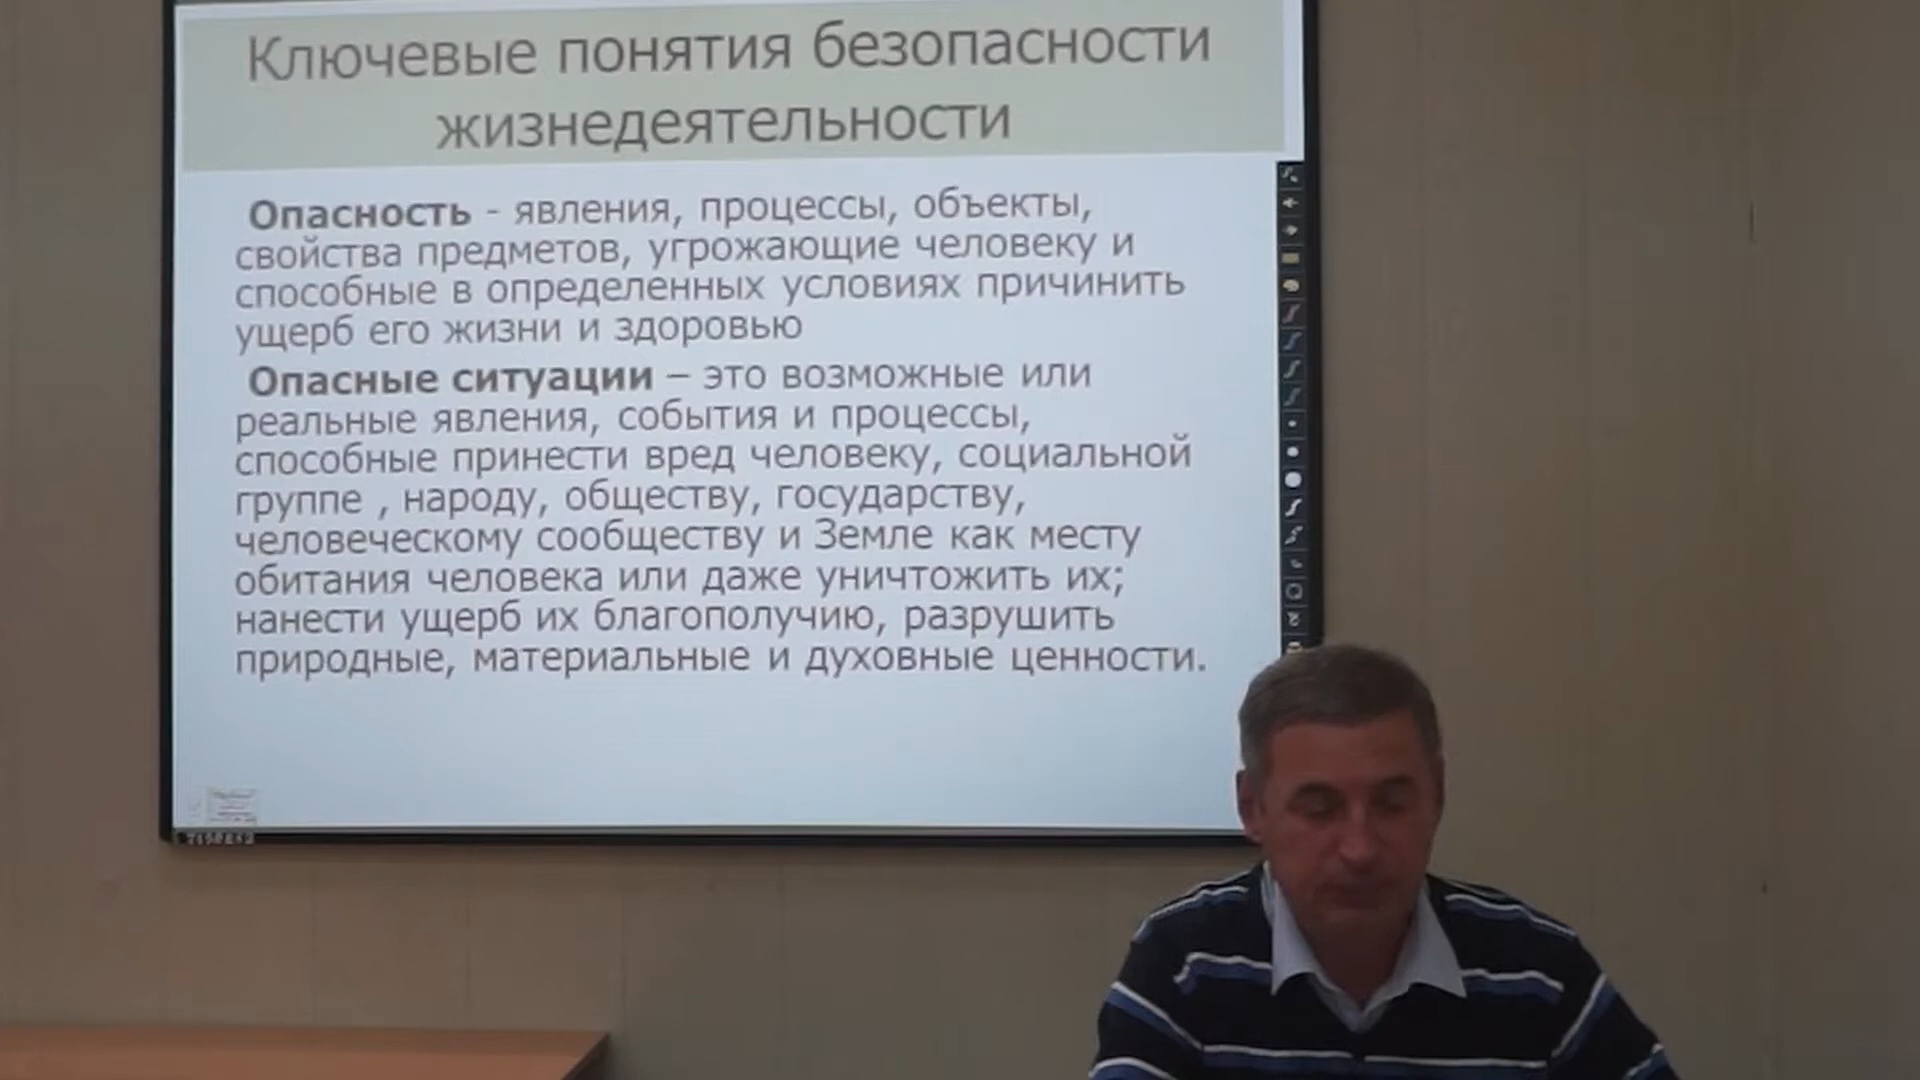 Ключевые понятия безопасности
жизнедеятельности
Опасность - явления, процессы, объекты,
свойства предметов, угрожающие человеку и
способные в определенных условиях причинить
ущерб его жизни и здоровью
Опасные ситуации – это возможные или
реальные явления, события и процессы,
способные принести вред человеку, социальной
группе , народу, обществу, государству,
человеческому сообществу и Земле как месту
обитания человека или даже уничтожить их;
нанести ущерб их благополучию, разрушить
природные, материальные и духовные ценности.